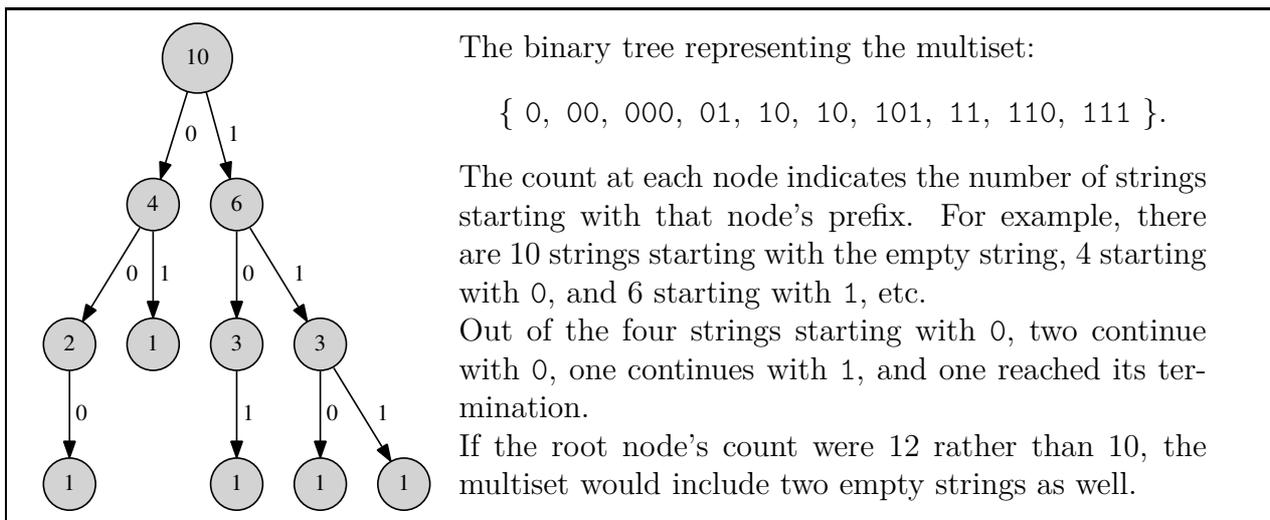 10
0 1
4 6
0 1 0 1
2 1 3 3
0 1 0 1
1 1 1 1
The binary tree representing the multiset:
{ 0, 00, 000, 01, 10, 10, 101, 11, 110, 111 }.
The count at each node indicates the number of strings
starting with that node's prefix. For example, there
are 10 strings starting with the empty string, 4 starting
with 0, and 6 starting with 1, etc.
Out of the four strings starting with 0, two continue
with 0, one continues with 1, and one reached its ter-
mination.
If the root node's count were 12 rather than 10, the
multiset would include two empty strings as well.